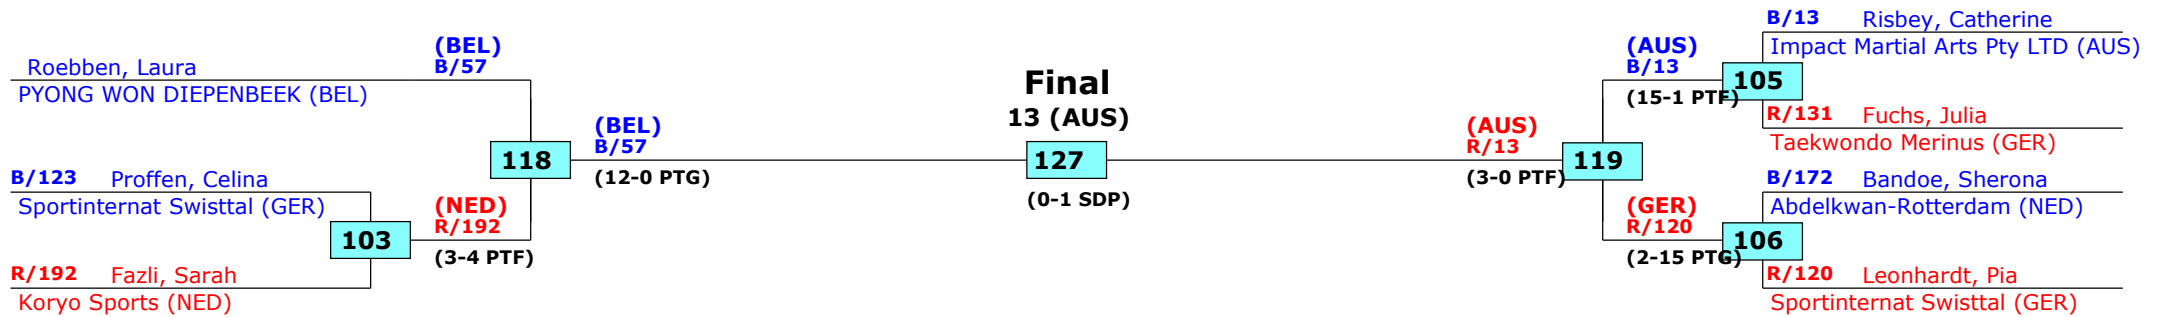 Roebben, Laura
PYONG WON DIEPENBEEK (BEL)
B/123 Proffen, Celina
Sportinternat Swisttal (GER)
103
R/192 Fazli, Sarah
Koryo Sports (NED)
(BEL)
B/57
118
(NED)
R/192
(3-4 PTF)
(BEL)
B/57
(12-0 PTG)
Final
13 (AUS)
127
(0-1 SDP)
(AUS)
R/13
(3-0 PTF)
119
(AUS)
B/13
(15-1 PTF)
(GER)
R/120
(2-15 PTG)
B/13 Risbey, Catherine
Impact Martial Arts Pty LTD (AUS)
105
R/131 Fuchs, Julia
Taekwondo Merinus (GER)
B/172 Bandoe, Sherona
Abdelkwan-Rotterdam (NED)
106
R/120 Leonhardt, Pia
Sportinternat Swisttal (GER)